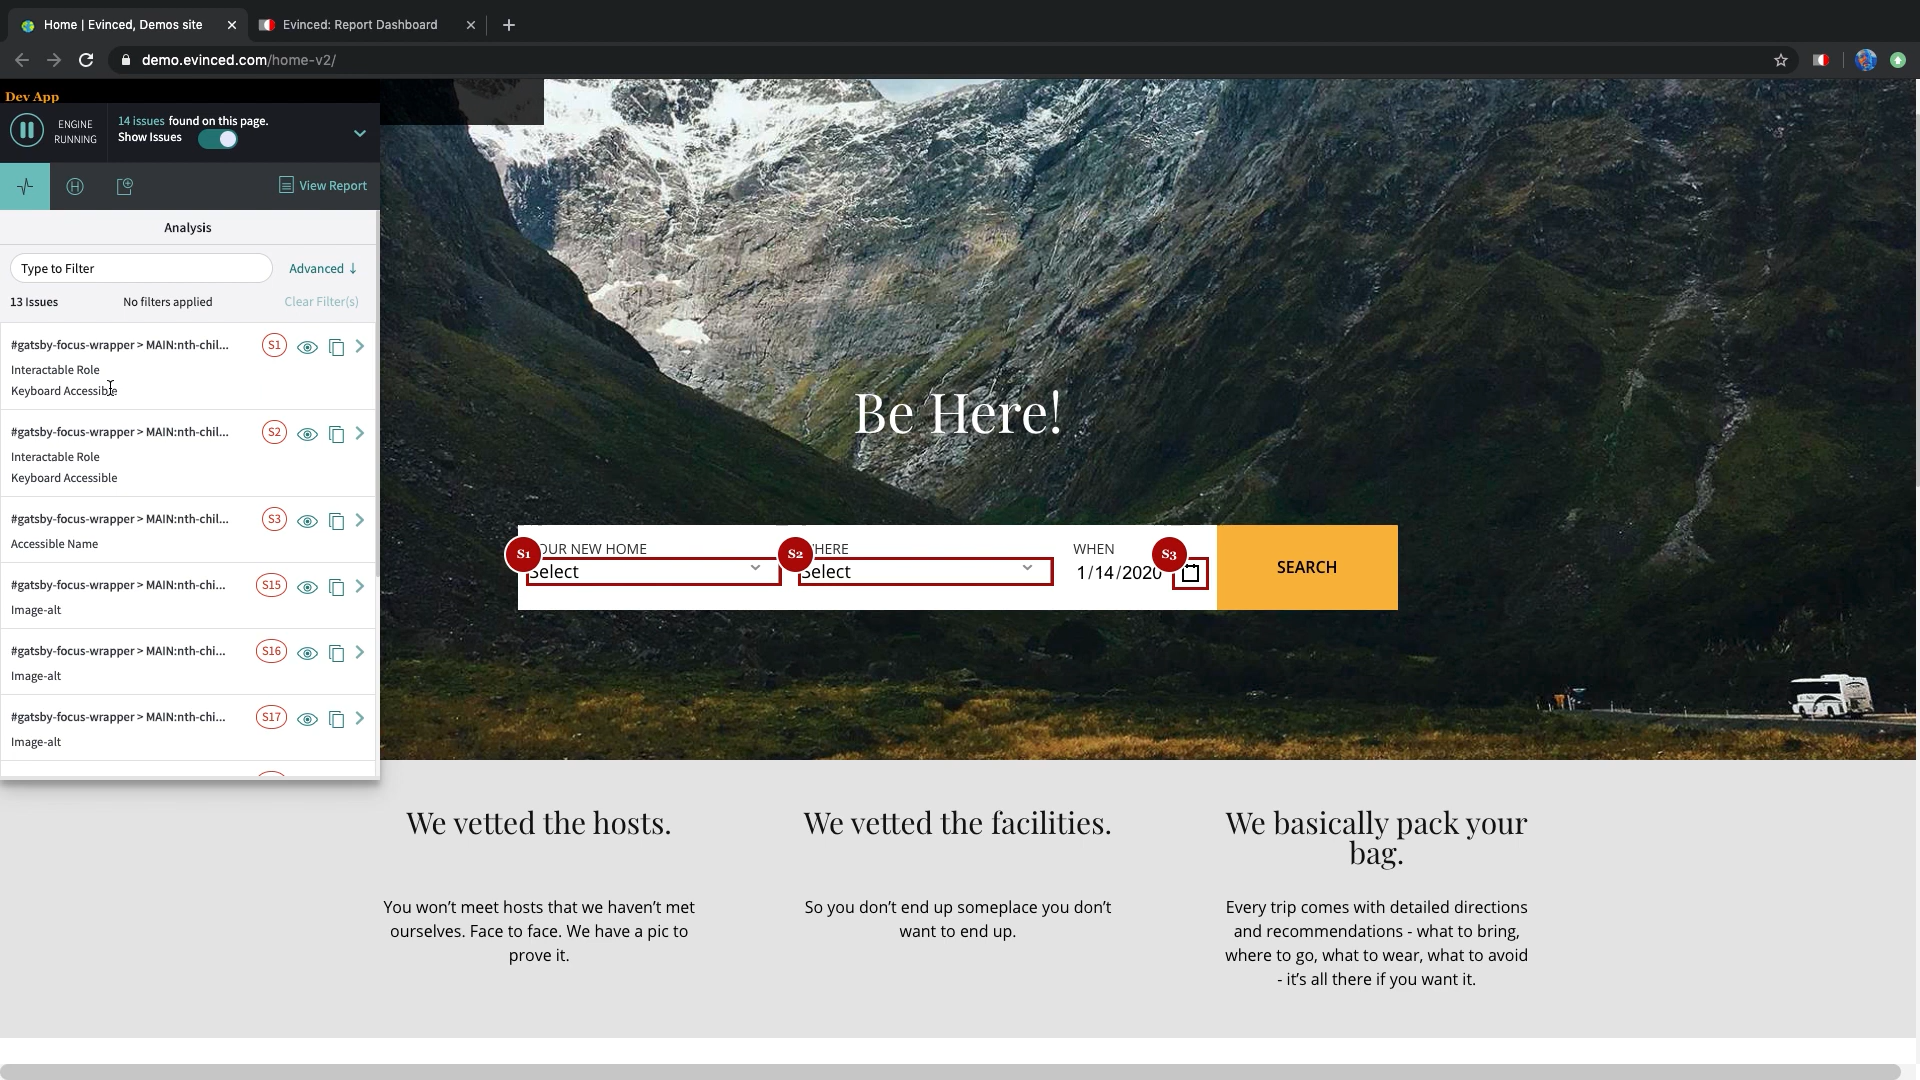 Home | Evinced, Demos site
Evinced: Report Dashboard
demo.evinced.com/home-v2/
Dev App
ENGINE
RUNNING
14 issues found on this page.
Show Issues
View Report
Analysis
Type to Filter
Advanced ↓
13 Issues
No filters applied
Clear Filter(s)
#gatsby-focus-wrapper > MAIN:nth-chil...
S1
Interactable Role
Keyboard Accessible
#gatsby-focus-wrapper > MAIN:nth-chil...
S2
Interactable Role
Keyboard Accessible
#gatsby-focus-wrapper > MAIN:nth-chil...
S3
Accessible Name
#gatsby-focus-wrapper > MAIN:nth-chi...
S15
Image-alt
#gatsby-focus-wrapper > MAIN:nth-chi...
S16
Image-alt
#gatsby-focus-wrapper > MAIN:nth-chi...
S17
Image-alt
Be Here!
S1
OUR NEW HOME
Select
S2
HERE
Select
WHEN
S3
1/14/2020
SEARCH
We vetted the hosts.
You won't meet hosts that we haven't met
ourselves. Face to face. We have a pic to
prove it.
We vetted the facilities.
So you don't end up someplace you don't
want to end up.
We basically pack your
bag.
Every trip comes with detailed directions
and recommendations - what to bring,
where to go, what to wear, what to avoid
- it's all there if you want it.